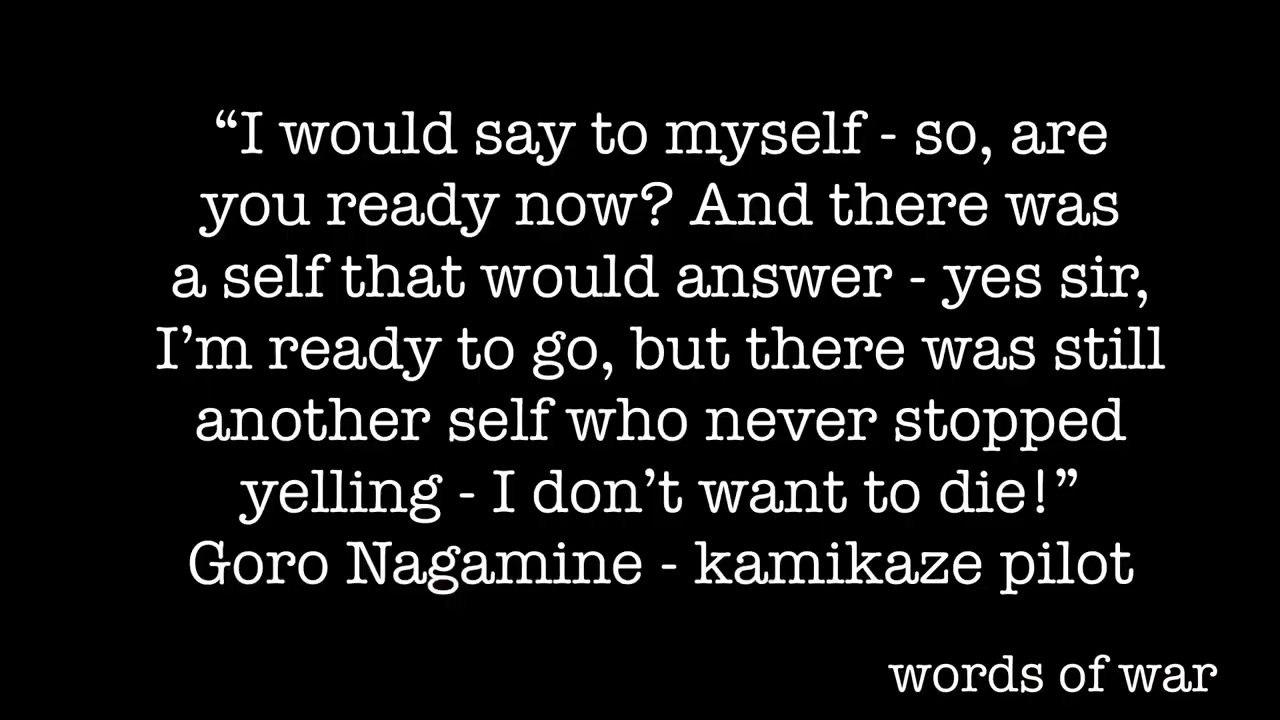 “I would say to myself - so, are
you ready now? And there was
a self that would answer - yes sir,
I’m ready to go, but there was still
another self who never stopped
yelling - I don’t want to die!”
Goro Nagamine - kamikaze pilot
words of war